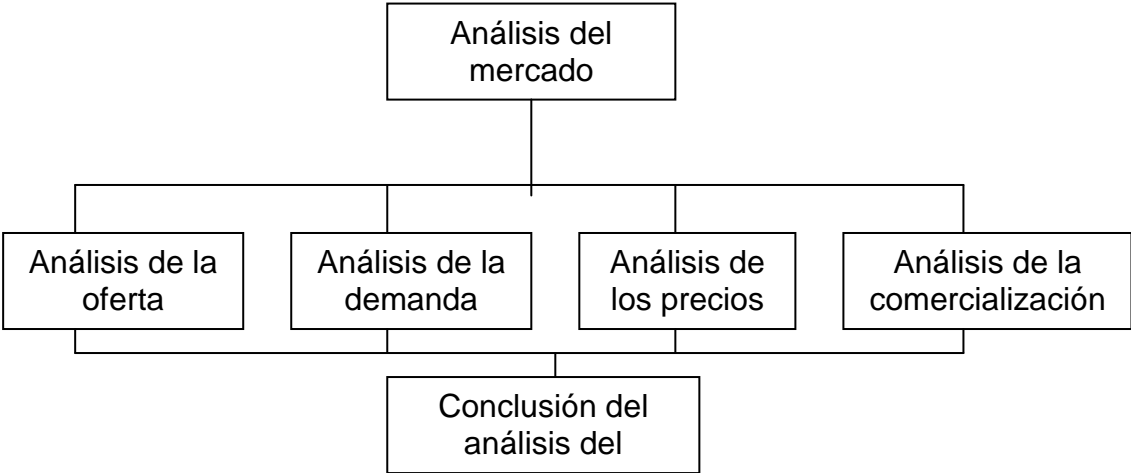 Análisis del
mercado
Análisis de la
oferta
Análisis de la
demanda
Análisis de
los precios
Análisis de la
comercialización
Conclusión del
análisis del